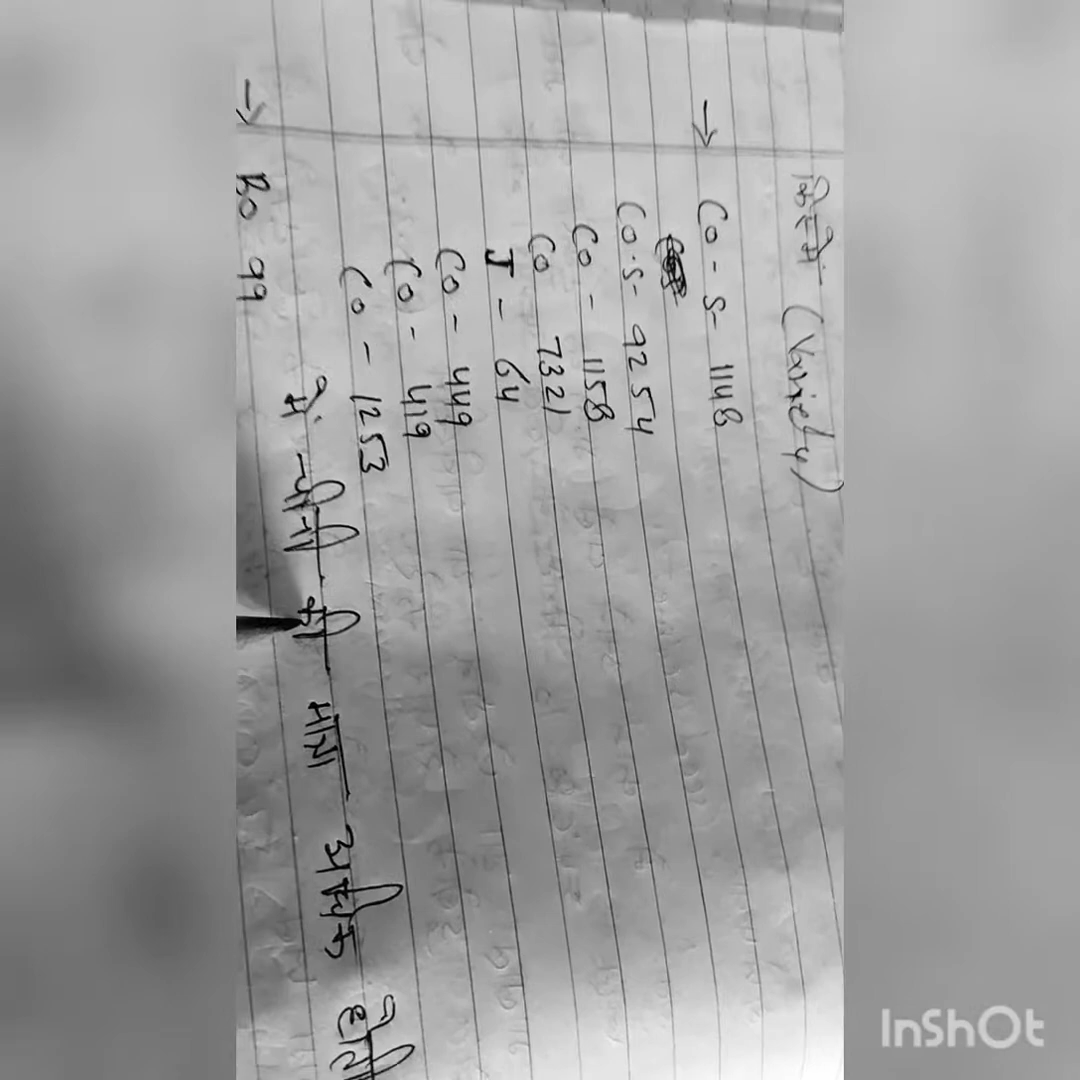 किस्में (Variety)
→ Co - S- 1148
Co.S- 9254
Co - 1158
Co 7321
J - 64
Co - 449
Co - 419
Co - 1253
→ BO 99 में चीनी की मात्रा अधिक होती
InShOt